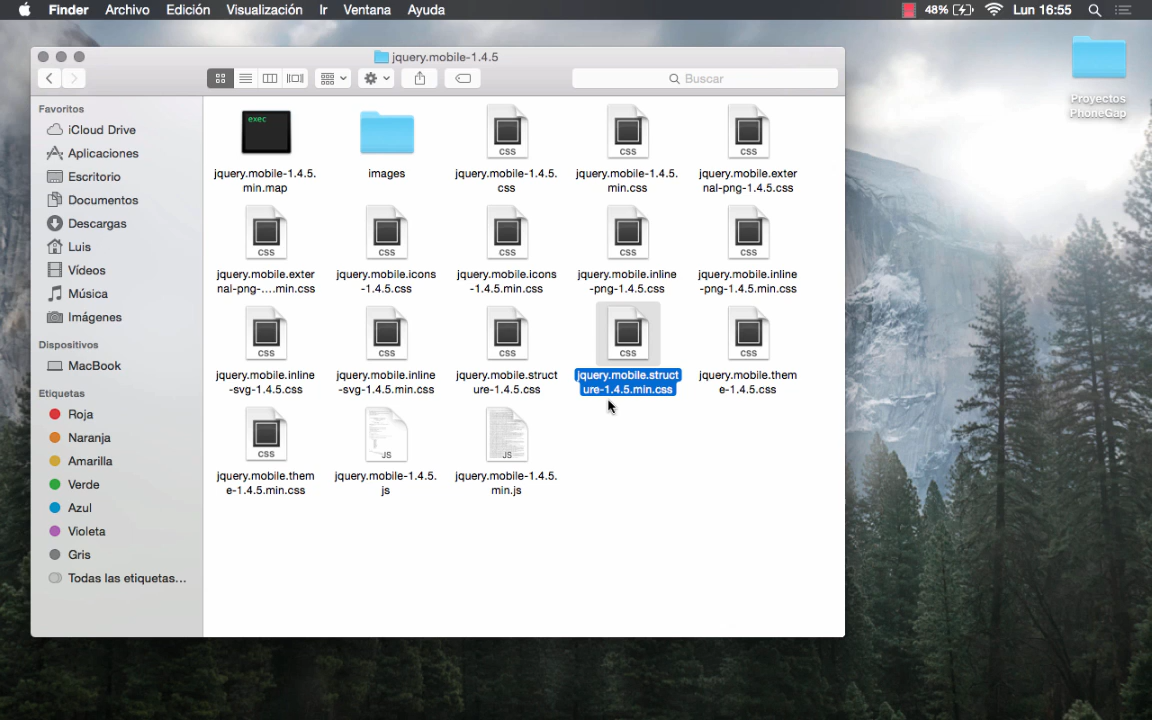 Finder Archivo Edición Visualización Ir Ventana Ayuda 48% Lun 16:55
jquery.mobile-1.4.5
Buscar
Favoritos
iCloud Drive
Aplicaciones
Escritorio
Documentos
Descargas
Luis
Vídeos
Música
Imágenes
Dispositivos
MacBook
Etiquetas
Roja
Naranja
Amarilla
Verde
Azul
Violeta
Gris
Todas las etiquetas...
exec
jquery.mobile-1.4.5.
min.map
images
CSS
jquery.mobile-1.4.5.
css
CSS
jquery.mobile-1.4.5.
min.css
CSS
jquery.mobile.exter
nal-png-1.4.5.css
CSS
jquery.mobile.exter
nal-png-....min.css
CSS
jquery.mobile.icons
-1.4.5.css
CSS
jquery.mobile.icons
-1.4.5.min.css
CSS
jquery.mobile.inline
-png-1.4.5.css
CSS
jquery.mobile.inline
-png-1.4.5.min.css
CSS
jquery.mobile.inline
-svg-1.4.5.css
CSS
jquery.mobile.inline
-svg-1.4.5.min.css
CSS
jquery.mobile.struct
ure-1.4.5.css
CSS
jquery.mobile.struct
ure-1.4.5.min.css
CSS
jquery.mobile.them
e-1.4.5.css
CSS
jquery.mobile.them
e-1.4.5.min.css
JS
jquery.mobile-1.4.5.
js
JS
jquery.mobile-1.4.5.
min.js
Proyectos
PhoneGap